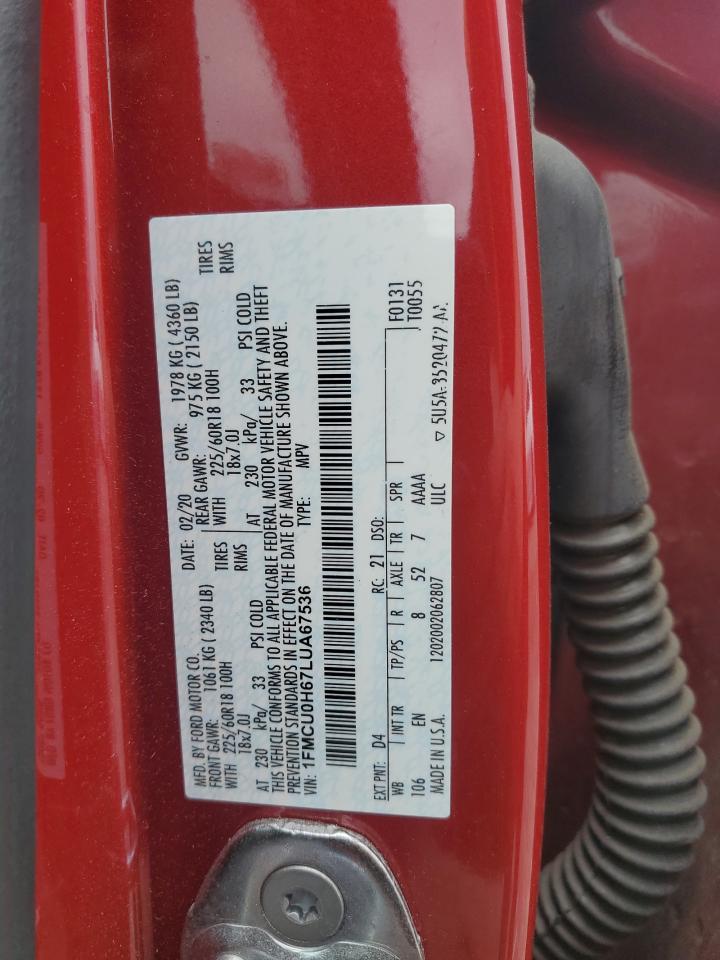 MFD. BY FORD MOTOR CO. DATE: 02/20 GVWR: 1978 KG ( 4360 LB)
FRONT GAWR: 1061 KG ( 2340 LB) REAR GAWR: 975 KG ( 2150 LB)
WITH 225/60R18 100H TIRES WITH 225/60R18 100H TIRES
18x7.0J RIMS 18x7.0J RIMS
AT 230 kPa/ 33 PSI COLD AT 230 kPa/ 33 PSI COLD
THIS VEHICLE CONFORMS TO ALL APPLICABLE FEDERAL MOTOR VEHICLE SAFETY AND THEFT
PREVENTION STANDARDS IN EFFECT ON THE DATE OF MANUFACTURE SHOWN ABOVE.
VIN: 1FMCU0H67LUA67536 TYPE: MPV
EXT PNT: D4 RC: 21 DSO: F0131
WB INT TR TP/PS R AXLE TR SPR T0055
106 EN 8 52 7 AAAA
MADE IN U.S.A. 1202002062807 ULC ▽ 5U5A-3520472-AA